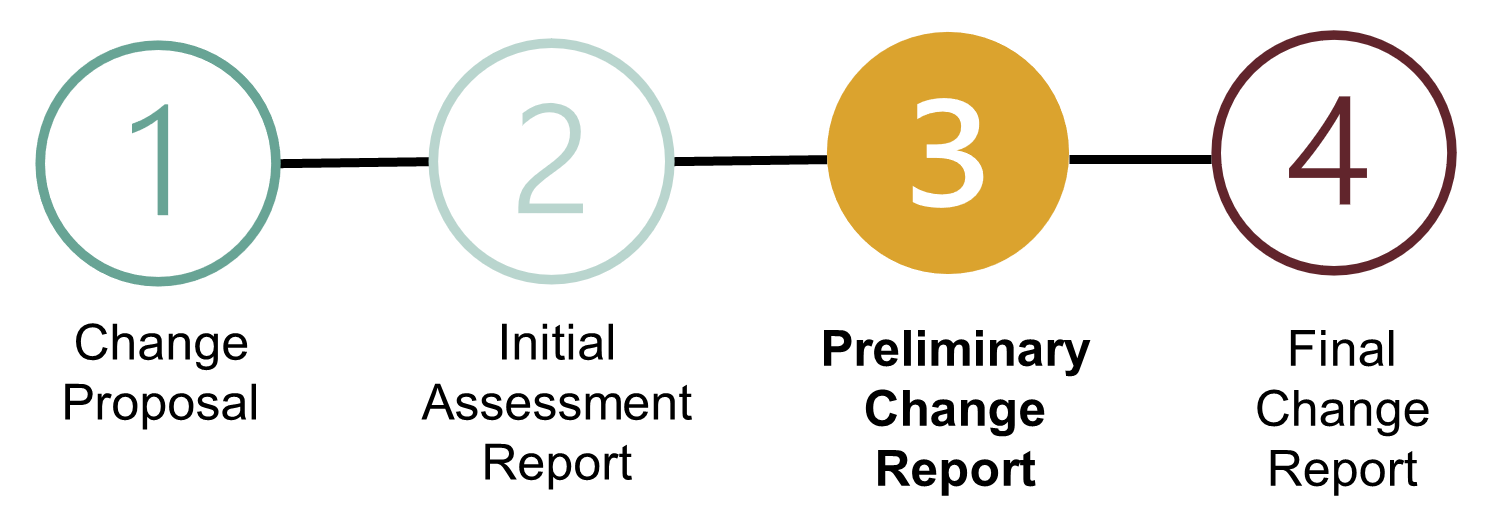 1
Change
Proposal
2
Initial
Assessment
Report
3
Preliminary
Change
Report
4
Final
Change
Report